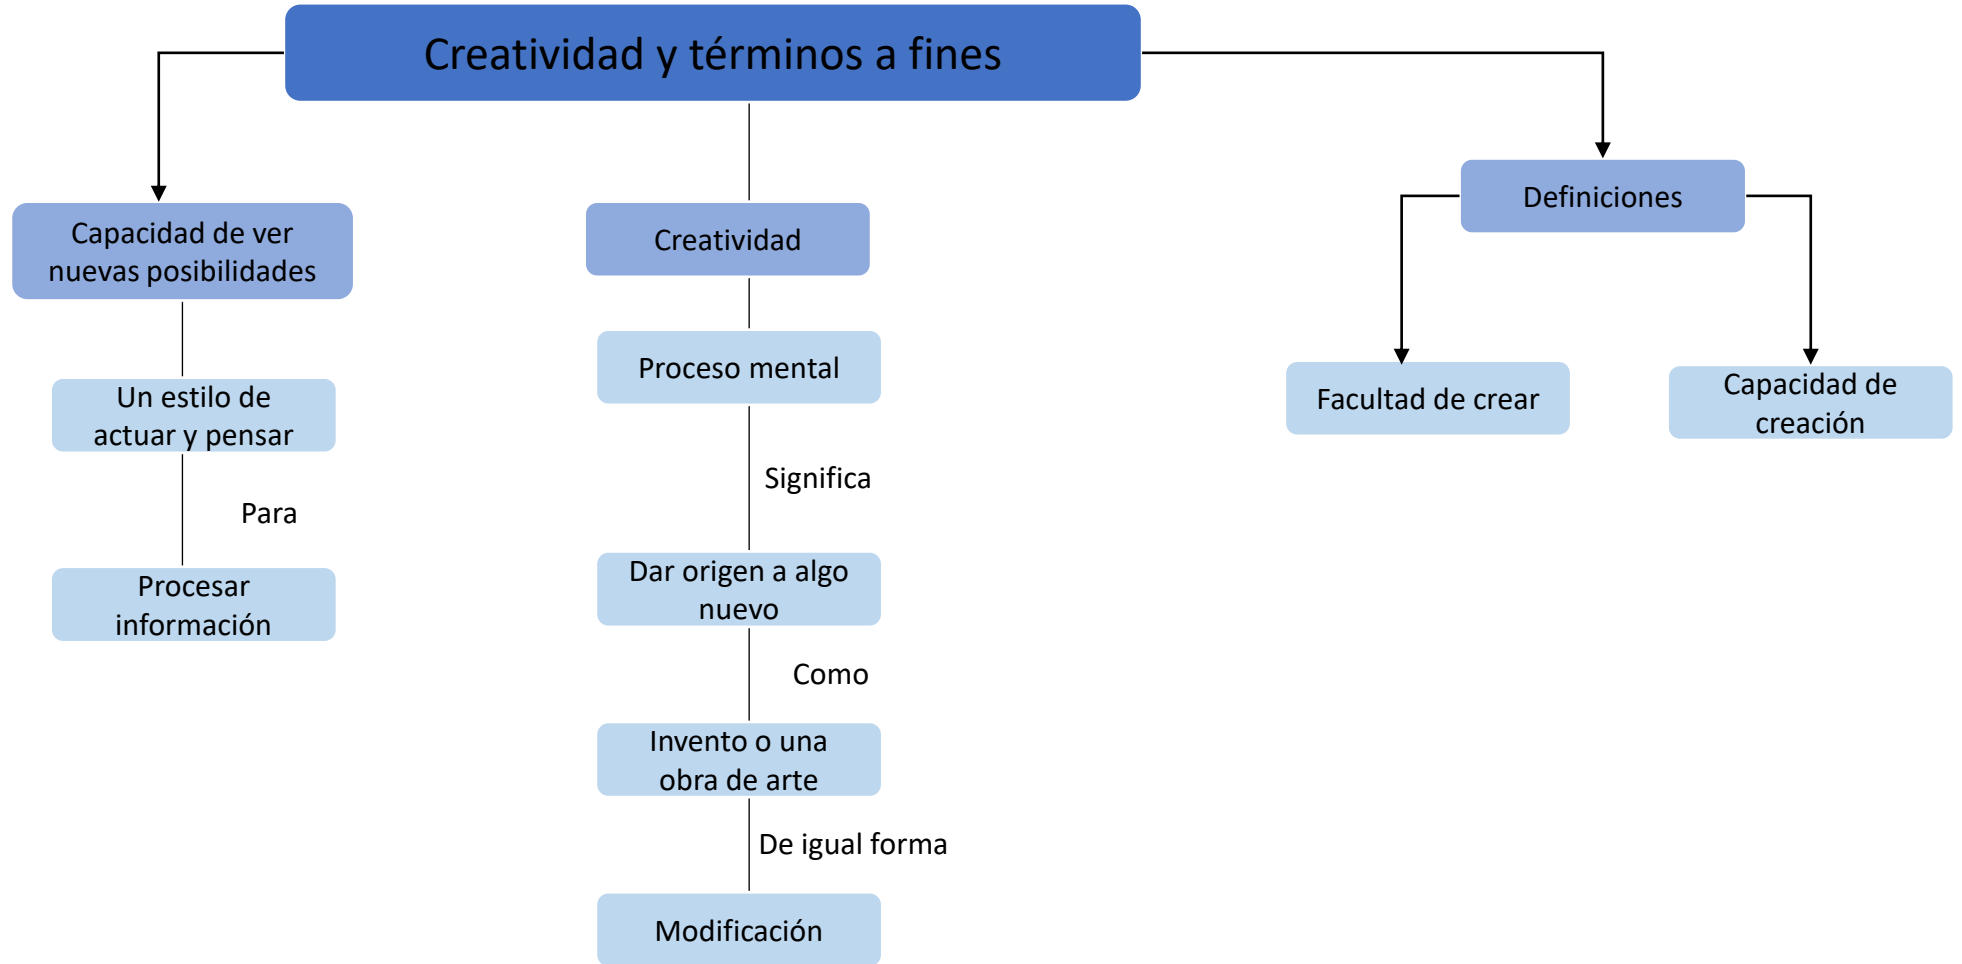 Creatividad y términos a fines
Capacidad de ver
nuevas posibilidades
Un estilo de
actuar y pensar
Para
Procesar
información
Creatividad
Proceso mental
Significa
Dar origen a algo
nuevo
Como
Invento o una
obra de arte
De igual forma
Modificación
Definiciones
Facultad de crear
Capacidad de
creación